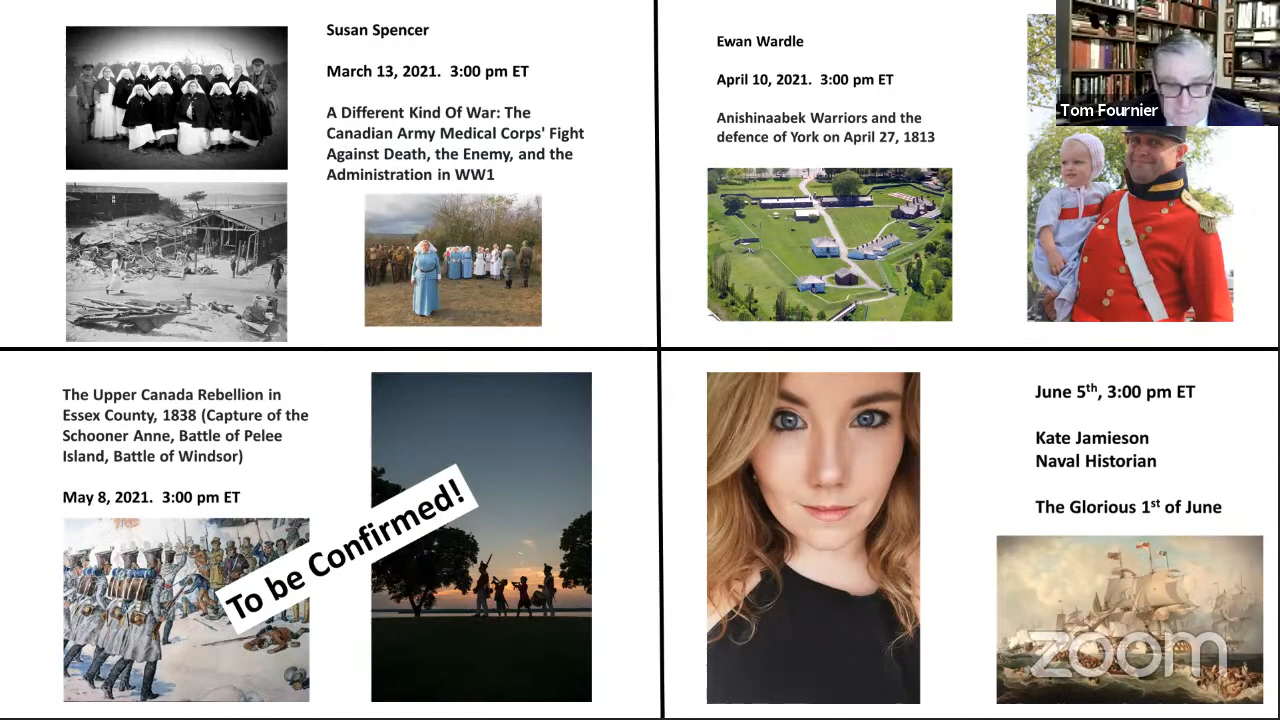 Susan Spencer
March 13, 2021.  3:00 pm ET
A Different Kind Of War: The
Canadian Army Medical Corps' Fight
Against Death, the Enemy, and the
Administration in WW1
Ewan Wardle
April 10, 2021.  3:00 pm ET
Anishinaabek Warriors and the
defence of York on April 27, 1813
Tom Fournier
The Upper Canada Rebellion in
Essex County, 1838 (Capture of the
Schooner Anne, Battle of Pelee
Island, Battle of Windsor)
May 8, 2021.  3:00 pm ET
To be Confirmed!
June 5th, 3:00 pm ET
Kate Jamieson
Naval Historian
The Glorious 1st of June
zoom